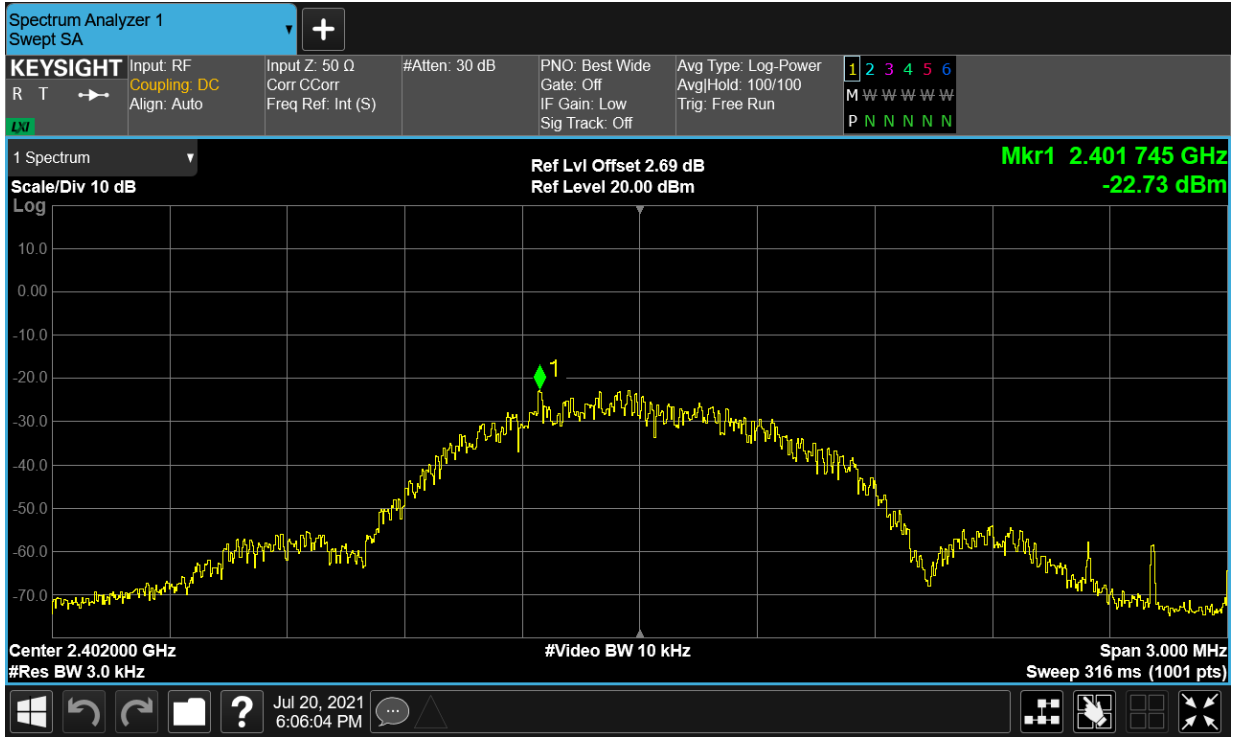 Spectrum Analyzer 1
Swept SA
+
KEYSIGHT
R T
LXI
Input: RF
Coupling: DC
Align: Auto
Input Z: 50 Ω
Corr CCorr
Freq Ref: Int (S)
#Atten: 30 dB
PNO: Best Wide
Gate: Off
IF Gain: Low
Sig Track: Off
Avg Type: Log-Power
Avg|Hold: 100/100
Trig: Free Run
1 2 3 4 5 6
M W W W W W
P N N N N N N
1 Spectrum
Scale/Div 10 dB
Ref Lvl Offset 2.69 dB
Ref Level 20.00 dBm
Mkr1 2.401 745 GHz
-22.73 dBm
Log
10.0
0.00
-10.0
-20.0
-30.0
-40.0
-50.0
-60.0
-70.0
1
Center 2.402000 GHz
#Res BW 3.0 kHz
#Video BW 10 kHz
Span 3.000 MHz
Sweep 316 ms (1001 pts)
?
Jul 20, 2021
6:06:04 PM